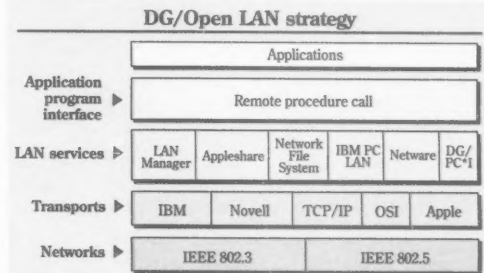 DG/Open LAN strategy
Applications
Application
program
interface
Remote procedure call
LAN services
LAN
Manager
Appleshare
Network
File
System
IBM PC
LAN
Netware
DG/
PC*I
Transports
IBM
Novell
TCP/IP
OSI
Apple
Networks
IEEE 802.3
IEEE 802.5